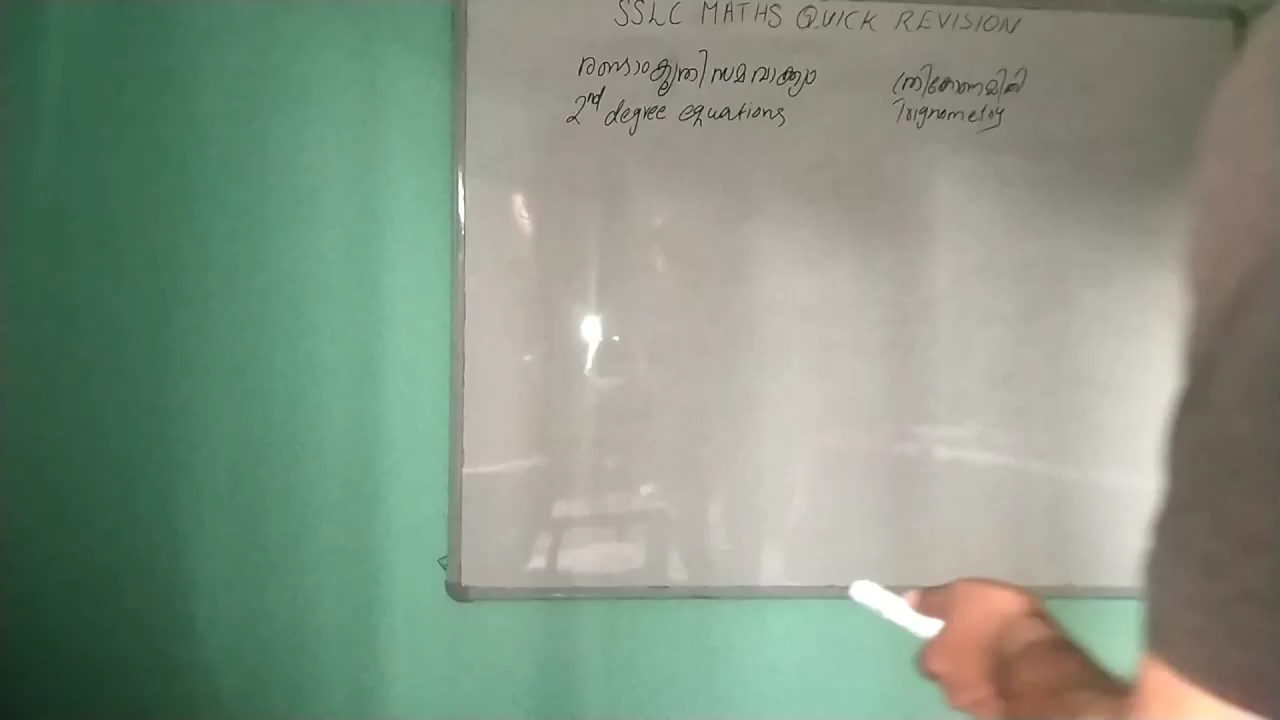 SSLC MATHS QUICK REVISION
രണ്ടാംകൃതി സമവാക്യം
2nd degree equations
ത്രികോണമിതി
Trignometry